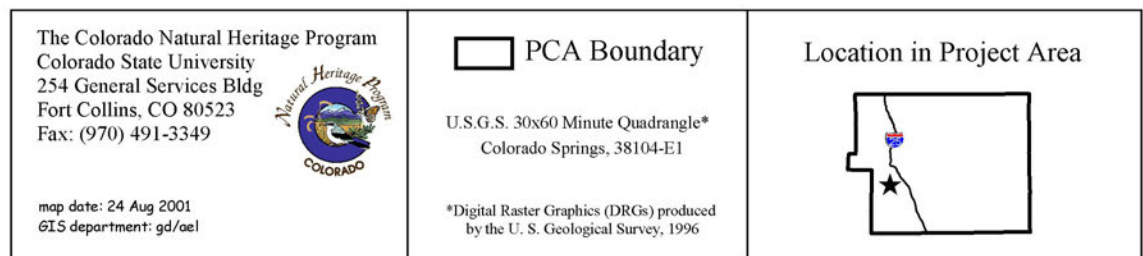 The Colorado Natural Heritage Program
Colorado State University
254 General Services Bldg
Fort Collins, CO 80523
Fax: (970) 491-3349
Natural Heritage Program
COLORADO
map date: 24 Aug 2001
GIS department: gd/ael
PCA Boundary
U.S.G.S. 30x60 Minute Quadrangle*
Colorado Springs, 38104-E1
*Digital Raster Graphics (DRGs) produced
by the U. S. Geological Survey, 1996
Location in Project Area
25